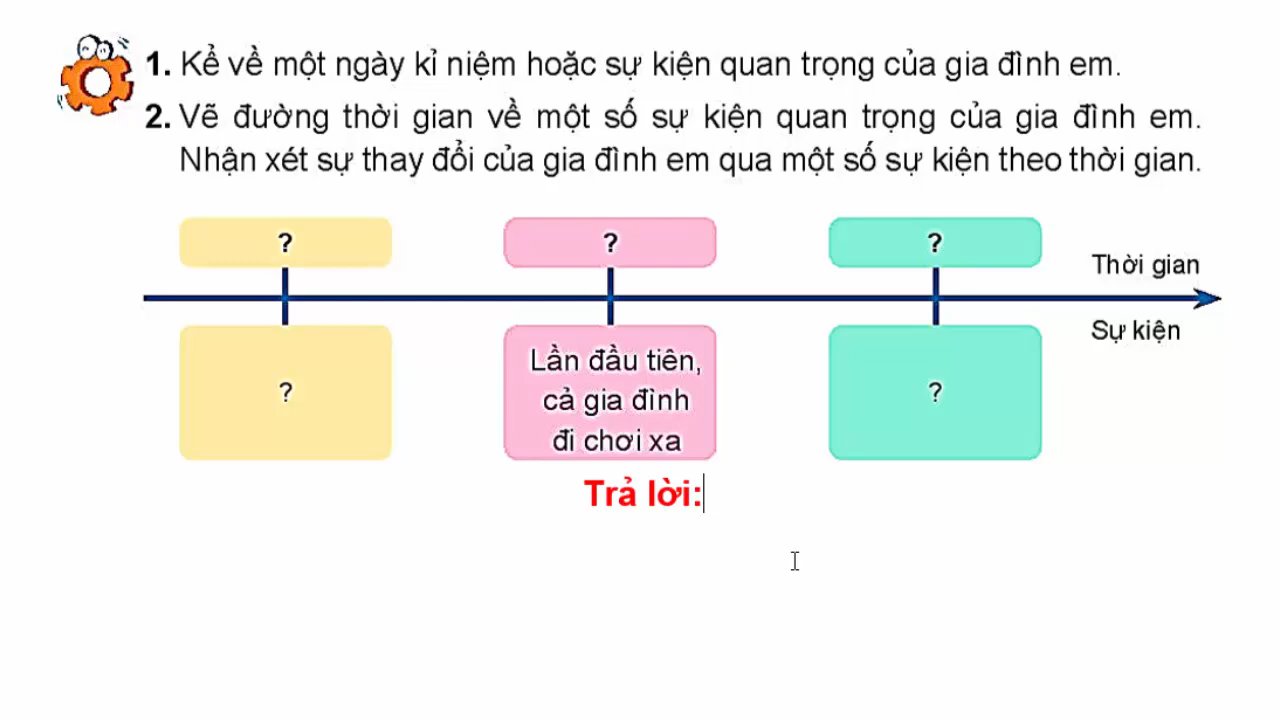 1. Kể về một ngày kỉ niệm hoặc sự kiện quan trọng của gia đình em.
2. Vẽ đường thời gian về một số sự kiện quan trọng của gia đình em.
Nhận xét sự thay đổi của gia đình em qua một số sự kiện theo thời gian.
? ? ?
Thời gian
Sự kiện
?
Lần đầu tiên,
cả gia đình
đi chơi xa
?
Trả lời: